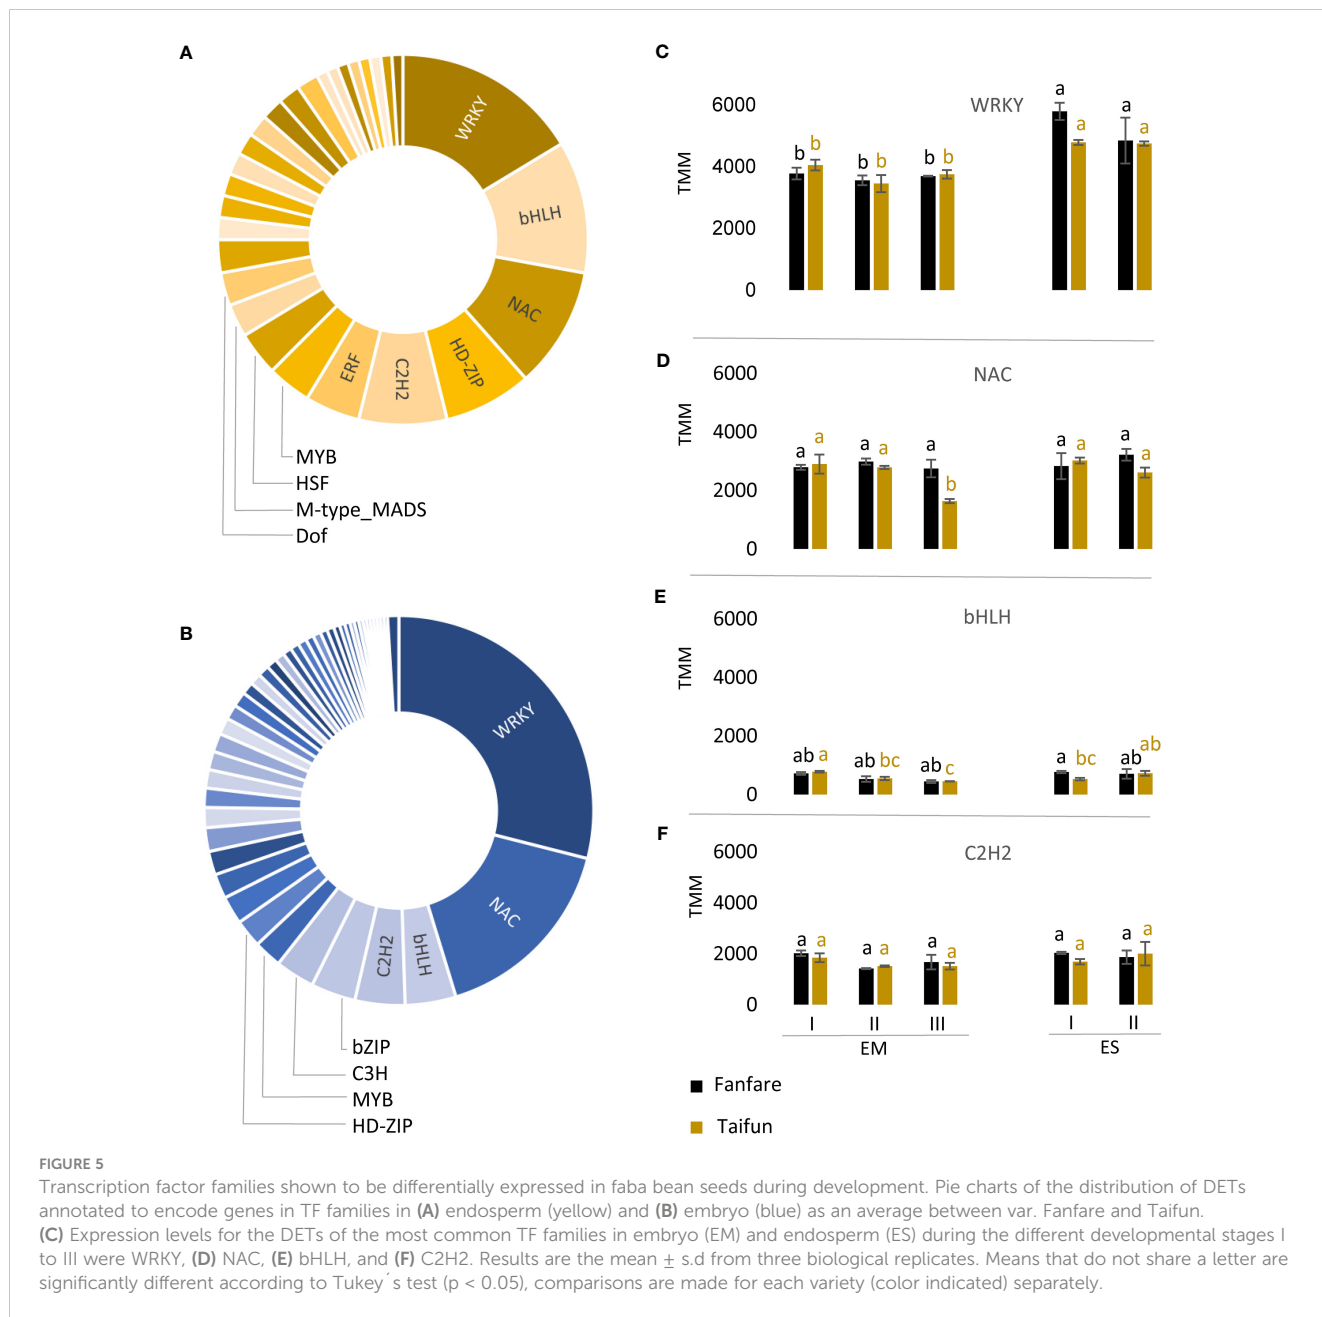 A
WRKY
bHLH
NAC
HD-ZIP
C2H2
ERF
MYB
HSF
M-type_MADS
Dof
B
WRKY
NAC
bHLH
C2H2
bZIP
C3H
MYB
HD-ZIP
C
WRKY
TMM
6000
4000
2000
0
b b b b b b a a a a
D
NAC
TMM
6000
4000
2000
0
a a a a a b a a a a
E
bHLH
TMM
6000
4000
2000
0
ab a ab bc ab c a bc ab ab
F
C2H2
TMM
6000
4000
2000
0
a a a a a a a a a a
I II III I II
EM ES
Fanfare
Taifun
FIGURE 5
Transcription factor families shown to be differentially expressed in faba bean seeds during development. Pie charts of the distribution of DETs
annotated to encode genes in TF families in (A) endosperm (yellow) and (B) embryo (blue) as an average between var. Fanfare and Taifun.
(C) Expression levels for the DETs of the most common TF families in embryo (EM) and endosperm (ES) during the different developmental stages I
to III were WRKY, (D) NAC, (E) bHLH, and (F) C2H2. Results are the mean ± s.d from three biological replicates. Means that do not share a letter are
significantly different according to Tukey´s test (p < 0.05), comparisons are made for each variety (color indicated) separately.